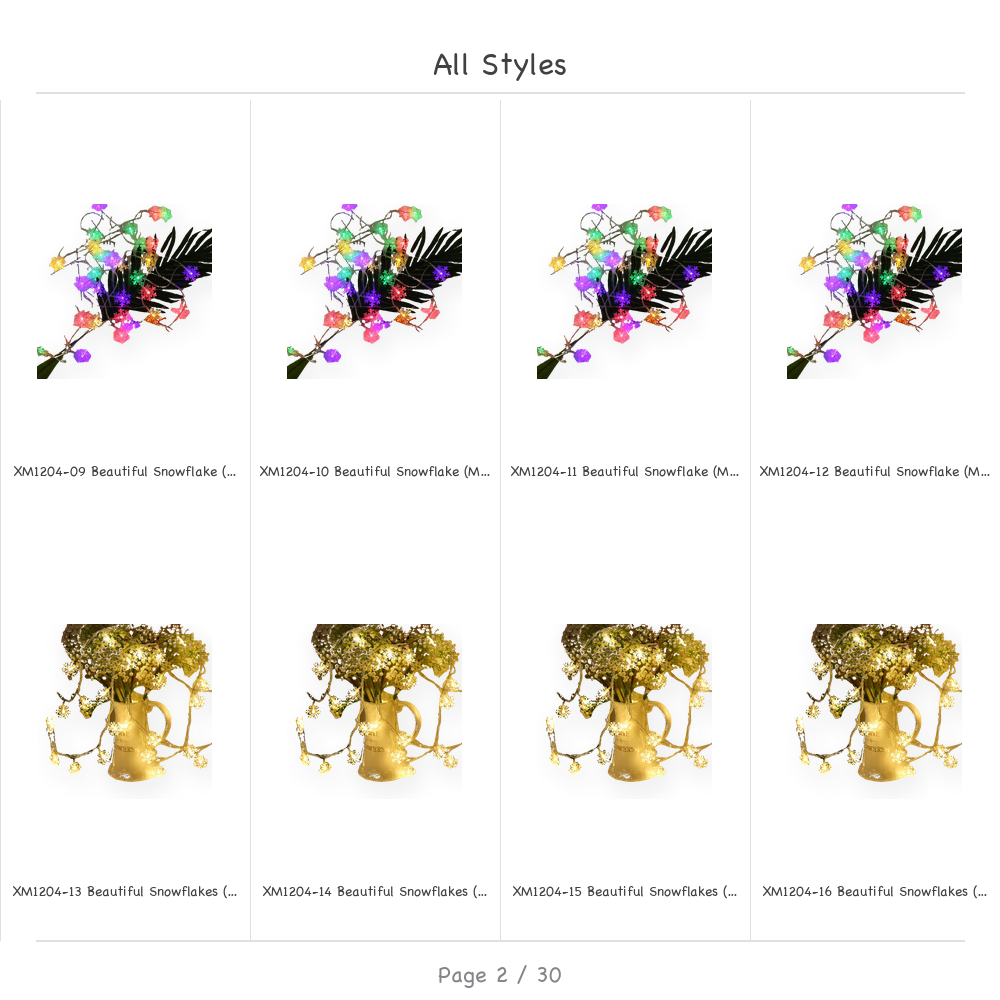 All Styles
XM1204-09 Beautiful Snowflake (...
XM1204-10 Beautiful Snowflake (M...
XM1204-11 Beautiful Snowflake (M...
XM1204-12 Beautiful Snowflake (M...
XM1204-13 Beautiful Snowflakes (...
XM1204-14 Beautiful Snowflakes (...
XM1204-15 Beautiful Snowflakes (...
XM1204-16 Beautiful Snowflakes (...
Page 2 / 30